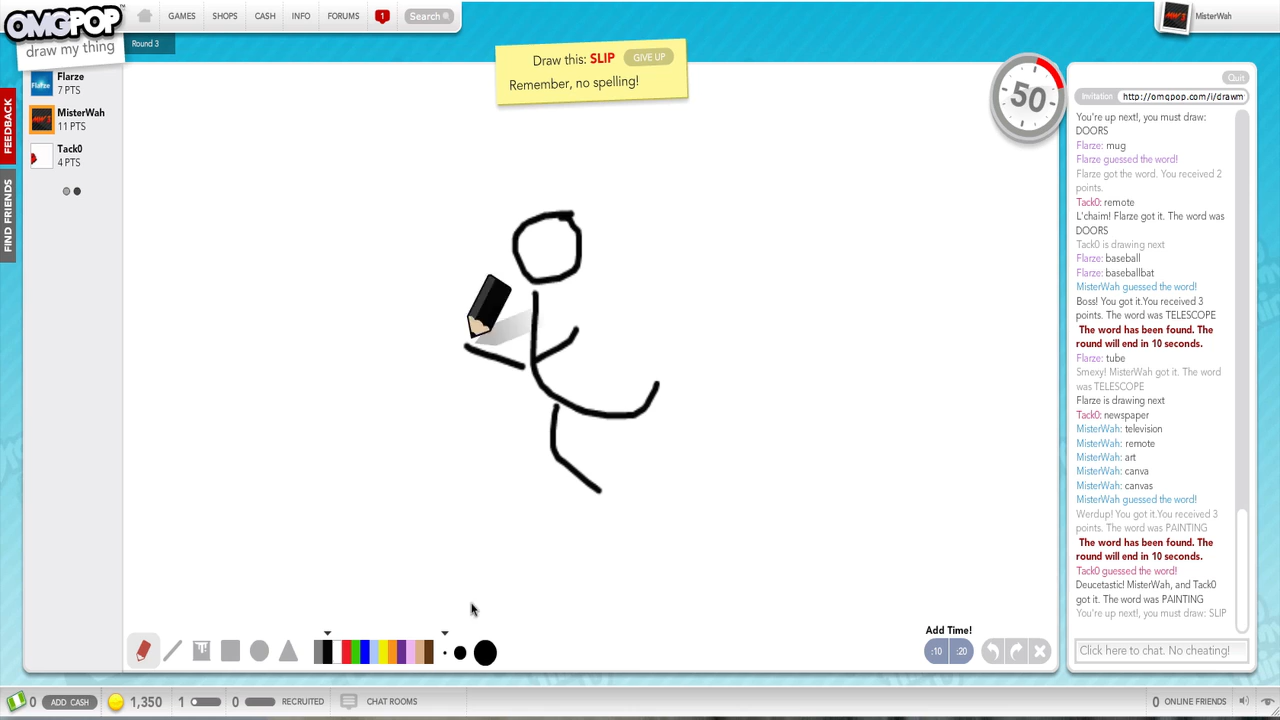 OMGPOP™
draw my thing
GAMES
SHOPS
CASH
INFO
FORUMS
1
Search
MisterWah
Round 3
Draw this: SLIP
GIVE UP
Remember, no spelling!
50
FEEDBACK
FIND FRIENDS
Flarze
7 PTS
MisterWah
11 PTS
Tack0
4 PTS
Quit
Invitation
http://omgpop.com/i/drawm
You're up next!, you must draw:
DOORS
Flarze: mug
Flarze guessed the word!
Flarze got the word. You received 2
points.
Tack0: remote
L'chaim! Flarze got it. The word was
DOORS
Tack0 is drawing next
Flarze: baseball
Flarze: baseballbat
MisterWah guessed the word!
Boss! You got it.You received 3
points. The word was TELESCOPE
The word has been found. The
round will end in 10 seconds.
Flarze: tube
Smexy! MisterWah got it. The word
was TELESCOPE
Flarze is drawing next
Tack0: newspaper
MisterWah: television
MisterWah: remote
MisterWah: art
MisterWah: canva
MisterWah: canvas
MisterWah guessed the word!
Werdup! You got it.You received 3
points. The word was PAINTING
The word has been found. The
round will end in 10 seconds.
Tack0 guessed the word!
Deucetastic! MisterWah, and Tack0
got it. The word was PAINTING
You're up next!, you must draw: SLIP
Click here to chat. No cheating!
Add Time!
:10
:20
0
ADD CASH
1,350
1
0
RECRUITED
CHAT ROOMS
0 ONLINE FRIENDS